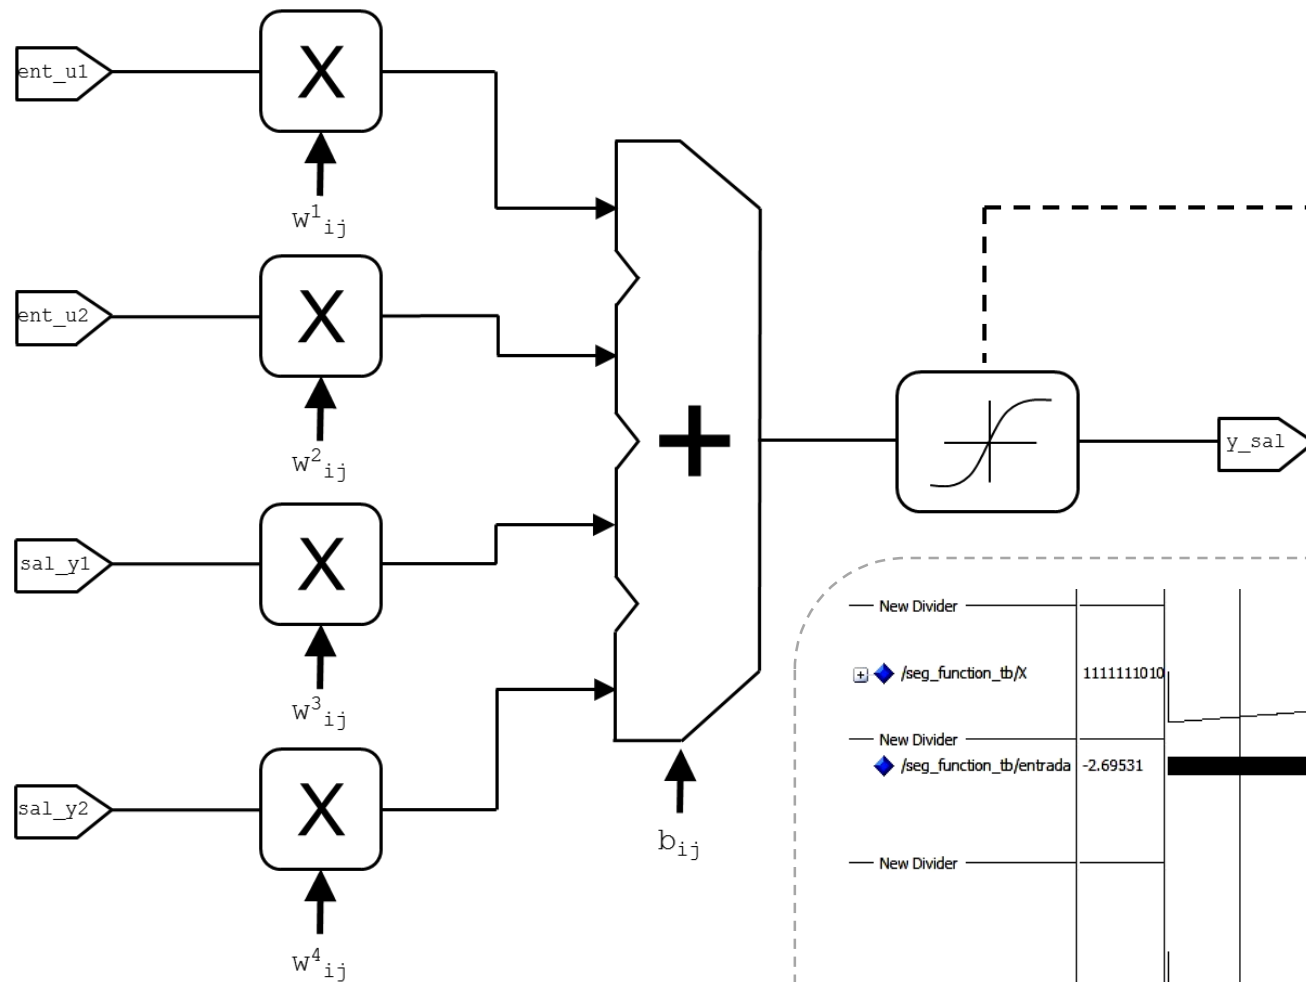 ent_u1
X
W¹ij
ent_u2
X
W²ij
+
y_sal
sal_y1
X
W³ij
New Divider
/seg_function_tb/X 1111111010
New Divider
/seg_function_tb/entrada -2.69531
sal_y2
X
bij
New Divider
W⁴ij